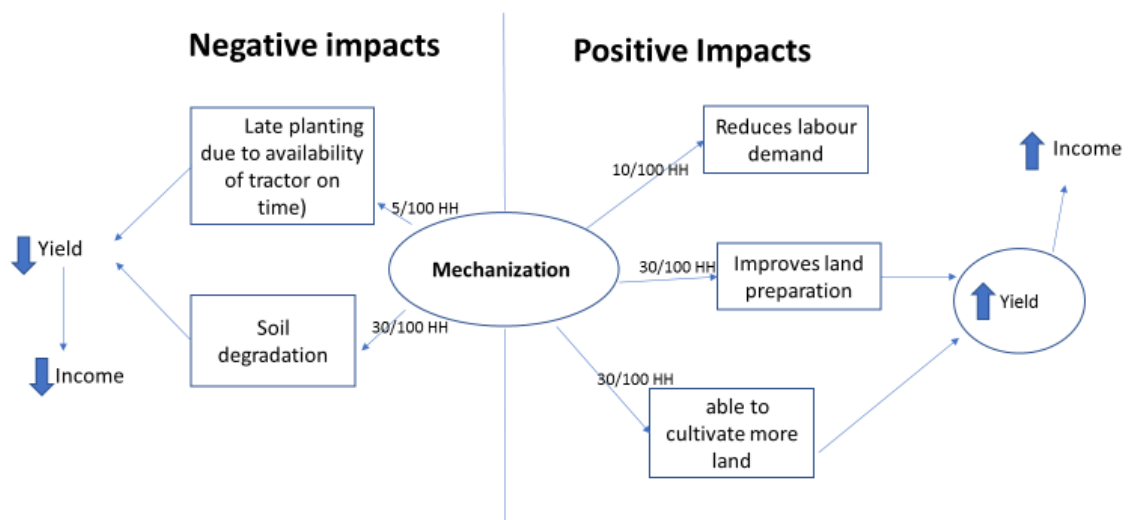 Negative impacts
Positive Impacts
Late planting
due to availability
of tractor on
time)
Reduces labour
demand
Income
10/100 HH
5/100 HH
Yield
Mechanization
30/100 HH
Improves land
preparation
Yield
Soil
degradation
30/100 HH
Income
30/100 HH
able to
cultivate more
land